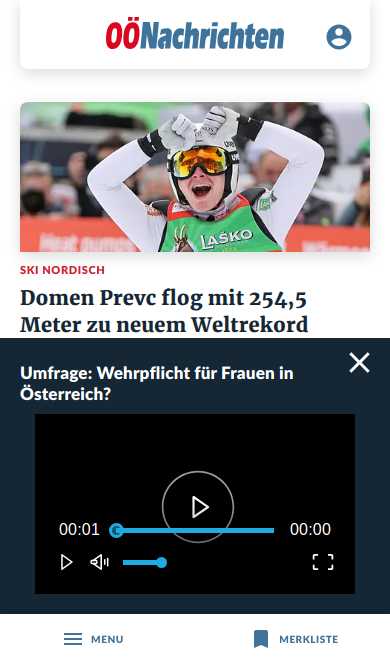 OÖNachrichten
LAŠKO
SKI NORDISCH
Domen Prevc flog mit 254,5
Meter zu neuem Weltrekord
Umfrage: Wehrpflicht für Frauen in
Österreich?
00:01
00:00
MENU
MERKLISTE